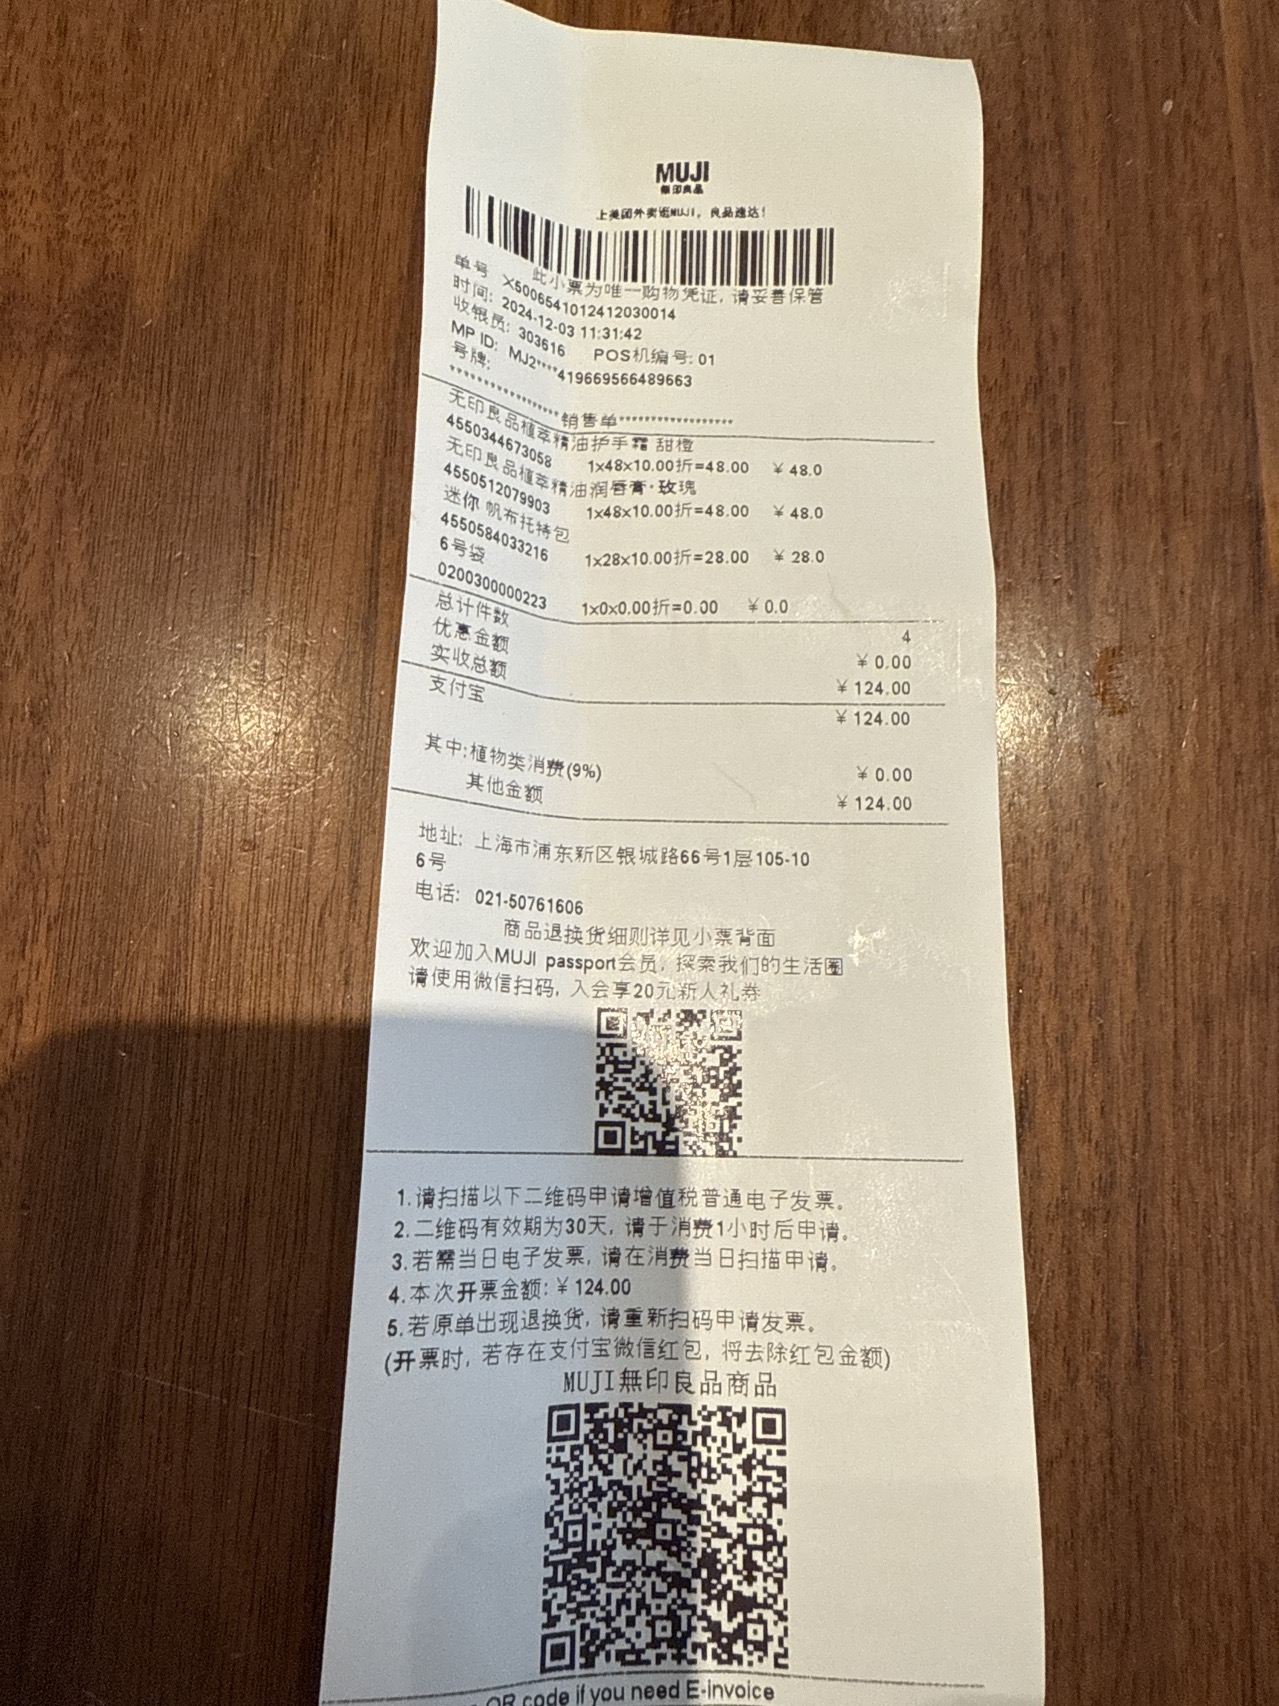 MUJI
無印良品
上美团外卖逛MUJI，良品速达！
此小票为唯一购物凭证，请妥善保管
单号 X5006541012412030014
时间: 2024-12-03 11:31:42
收银员: 303616 POS机编号: 01
MP ID: MJ2****419669566489663
号牌:
*****************销售单*****************
无印良品植萃精油护手霜 甜橙
4550344673058 1x48x10.00折=48.00 ￥48.0
无印良品植萃精油润唇膏·玫瑰
4550512079903 1x48x10.00折=48.00 ￥48.0
迷你 帆布托特包
4550584033216 1x28x10.00折=28.00 ￥28.0
6号袋
0200300000223 1x0x0.00折=0.00 ￥0.0
总计件数 4
优惠金额 ￥0.00
实收总额 ￥124.00
支付宝 ￥124.00
其中:植物类消费(9%) ￥0.00
其他金额 ￥124.00
地址: 上海市浦东新区银城路66号1层105-10
6号
电话: 021-50761606
商品退换货细则详见小票背面
欢迎加入MUJI passport会员，探索我们的生活圈
请使用微信扫码，入会享20元新人礼券
1.请扫描以下二维码申请增值税普通电子发票。
2.二维码有效期为30天，请于消费1小时后申请。
3.若需当日电子发票，请在消费当日扫描申请。
4.本次开票金额:￥124.00
5.若原单出现退换货，请重新扫码申请发票。
(开票时，若存在支付宝微信红包，将去除红包金额)
MUJI無印良品商品
QR code if you need E-invoice